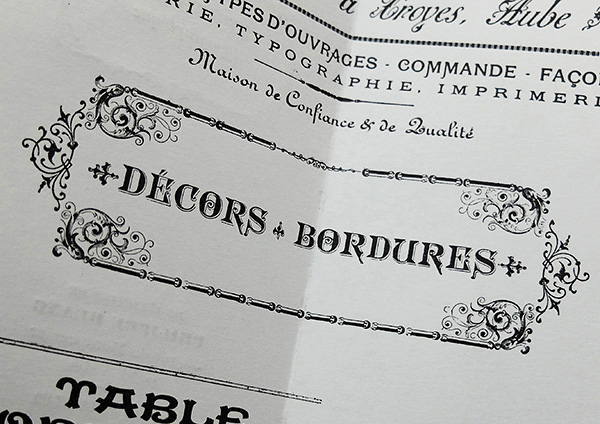 à Troyes, Aube
TYPES D'OUVRAGES - COMMANDE - FAÇO
RIE, TYPOGRAPHIE, IMPRIMERI
Maison de Confiance & de Qualité
DÉCORS BORDURES
TABLE